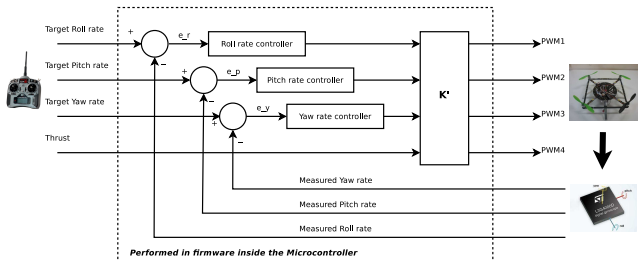 Target Roll rate
+
−
e_r
Roll rate controller
PWM1
Target Pitch rate
+
−
e_p
Pitch rate controller
PWM2
K'
Target Yaw rate
+
−
e_y
Yaw rate controller
PWM3
Thrust
PWM4
Measured Yaw rate
Measured Pitch rate
Measured Roll rate
Performed in firmware inside the Microcontroller